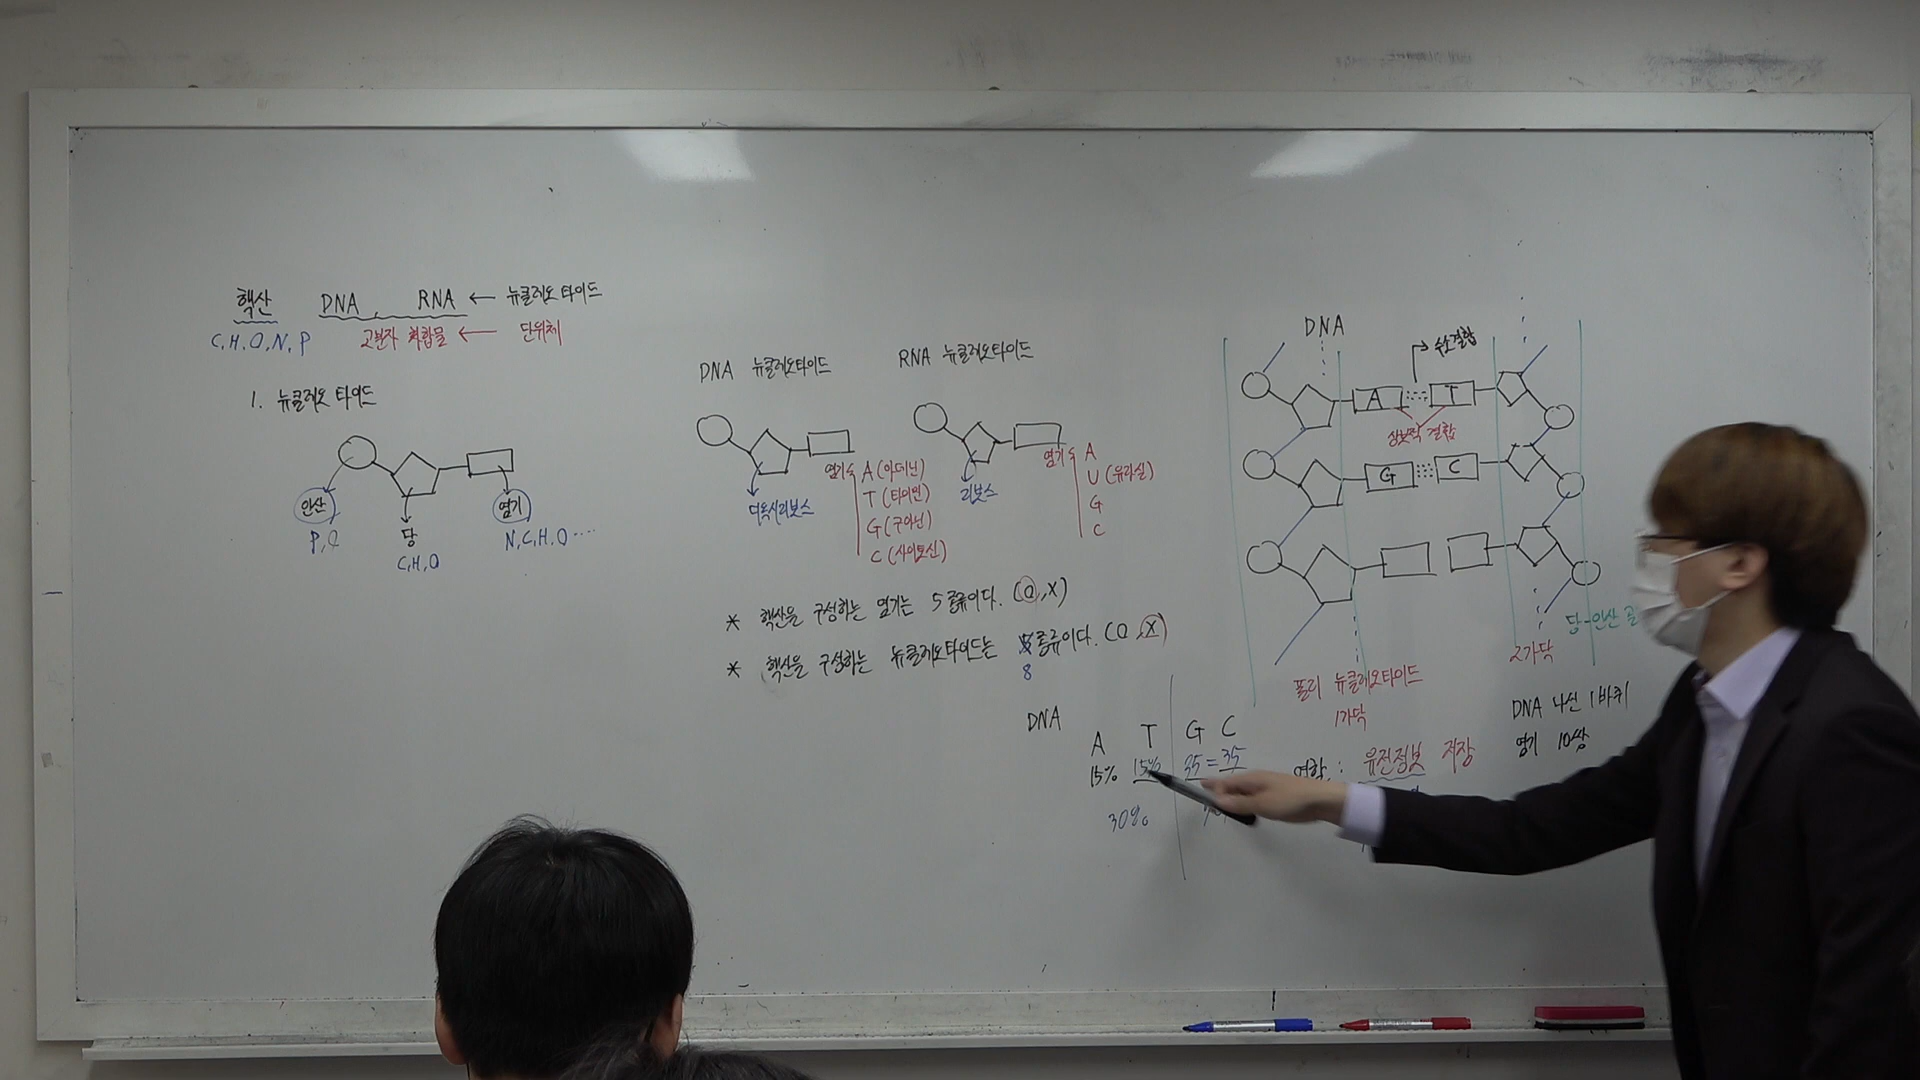 핵산 DNA, RNA ← 뉴클레오타이드
C,H,O,N,P 고분자 화합물 ← 단위체
1. 뉴클레오타이드
인산 당 염기
P,O C,H,O N,C,H,O····
DNA 뉴클레오타이드
염기 A (아데닌)
T (타이민)
G (구아닌)
C (사이토신)
디옥시리보스
RNA 뉴클레오타이드
염기 A
U (유라실)
G
C
리보스
* 핵산을 구성하는 염기는 5종류이다. (O,X)
* 핵산을 구성하는 뉴클레오타이드는 종류이다. (O,X)
8
DNA
수소결합
A T
상보적 결합
G C
당-인산
2가닥
폴리 뉴클레오타이드
1가닥
DNA 나선 1바퀴
염기 10쌍
DNA
A T G C
15% 15% 35 = 35
30%
역할 : 유전정보 저장